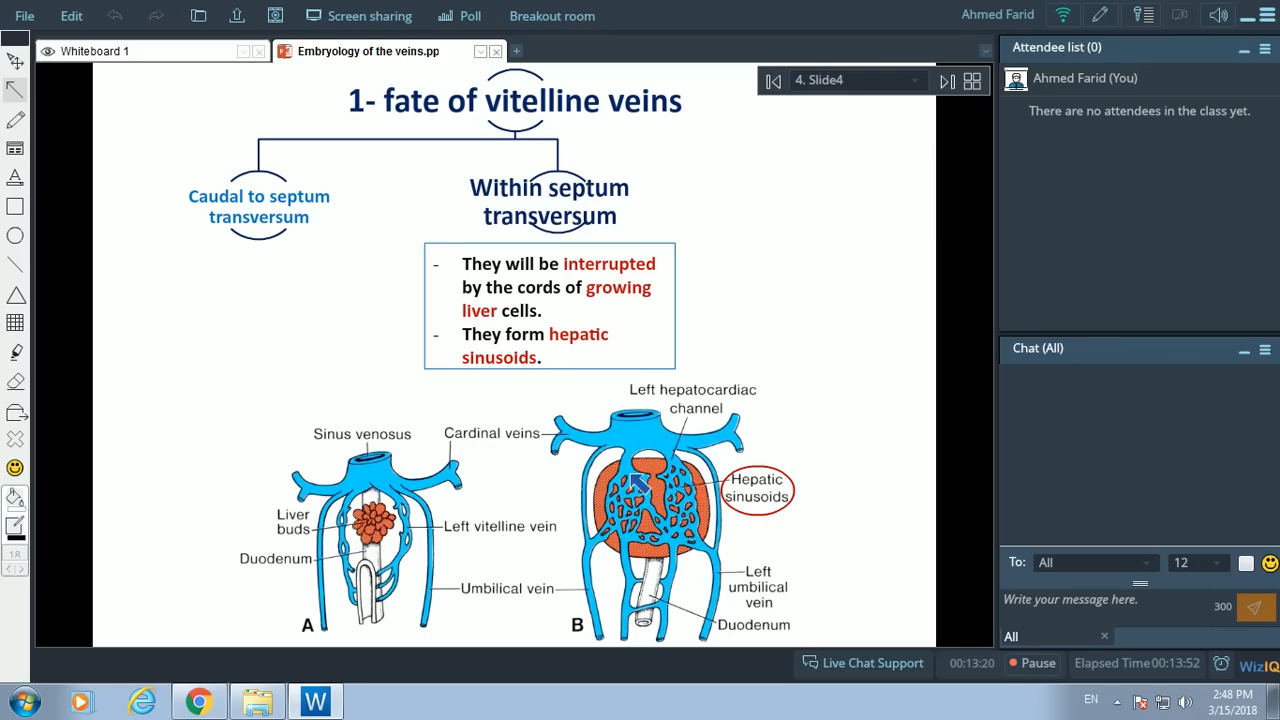 File Edit Screen sharing Poll Breakout room Ahmed Farid
Whiteboard 1 Embryology of the veins.pp
4. Slide4
Attendee list (0)
Ahmed Farid (You)
There are no attendees in the class yet.
1- fate of vitelline veins
Caudal to septum
transversum
Within septum
transversum
- They will be interrupted
by the cords of growing
liver cells.
- They form hepatic
sinusoids.
Sinus venosus
Cardinal veins
Liver
buds
Left vitelline vein
Duodenum
Umbilical vein
A
Left hepatocardiac
channel
Hepatic
sinusoids
Left
umbilical
vein
Duodenum
B
Chat (All)
To: All 12
Write your message here. 300
All
Live Chat Support 00:13:20 Pause Elapsed Time 00:13:52 WizIQ
1R
W
EN
2:48 PM
3/15/2018